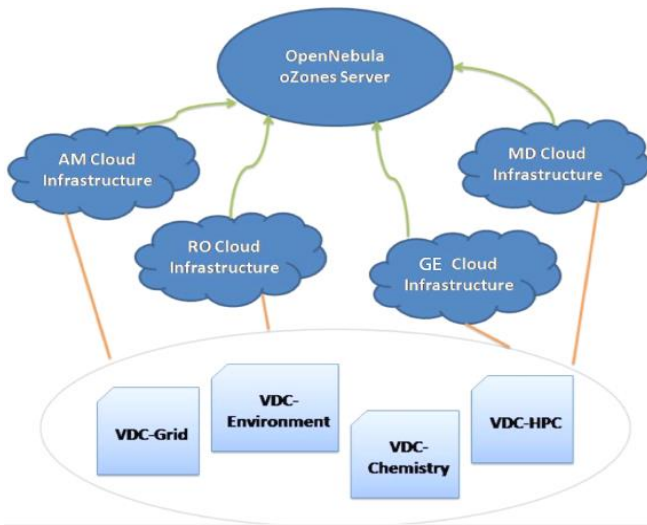 OpenNebula
oZones Server
AM Cloud
Infrastructure
MD Cloud
Infrastructure
RO Cloud
Infrastructure
GE Cloud
Infrastructure
VDC-Grid
VDC-
Environment
VDC-
Chemistry
VDC-HPC